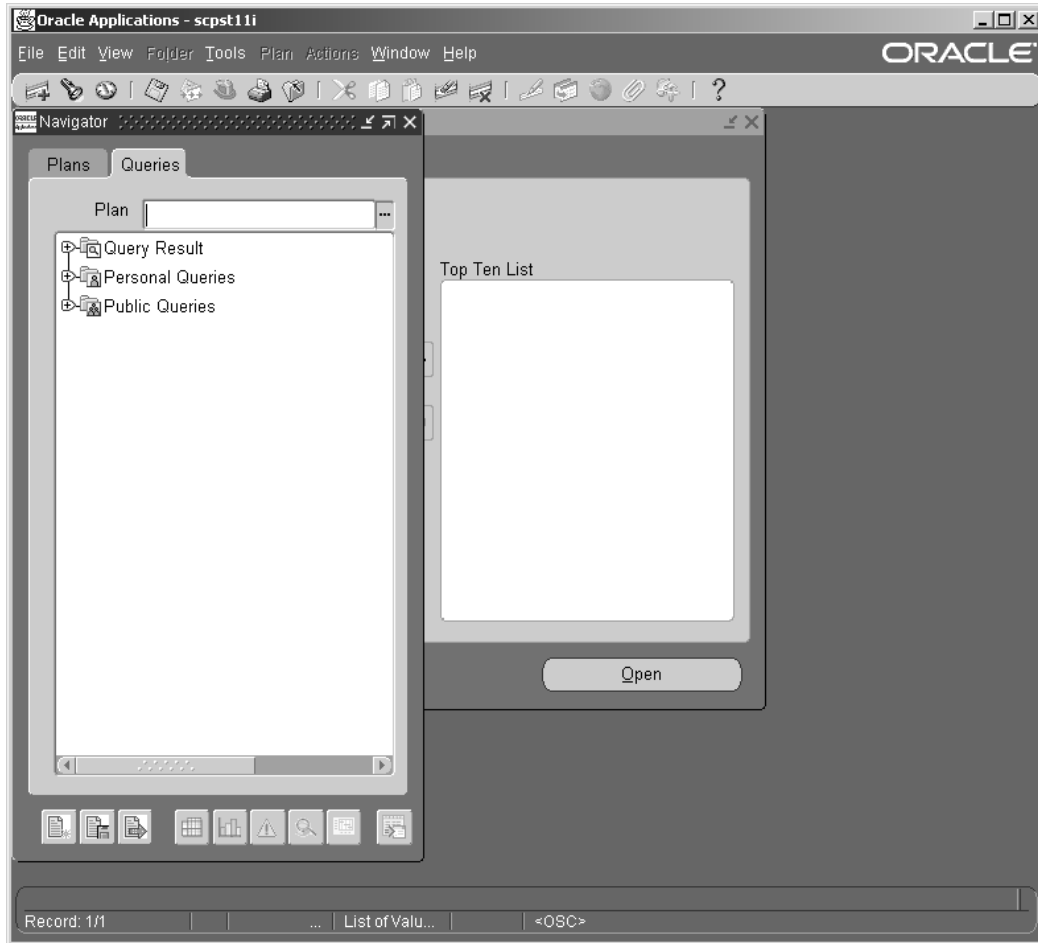 Oracle Applications - scpst11i
File Edit View Folder Tools Plan Actions Window Help
ORACLE
Navigator
Plans Queries
Plan
...
Query Result
Personal Queries
Public Queries
Top Ten List
Open
Record: 1/1 ... List of Valu... <OSC>